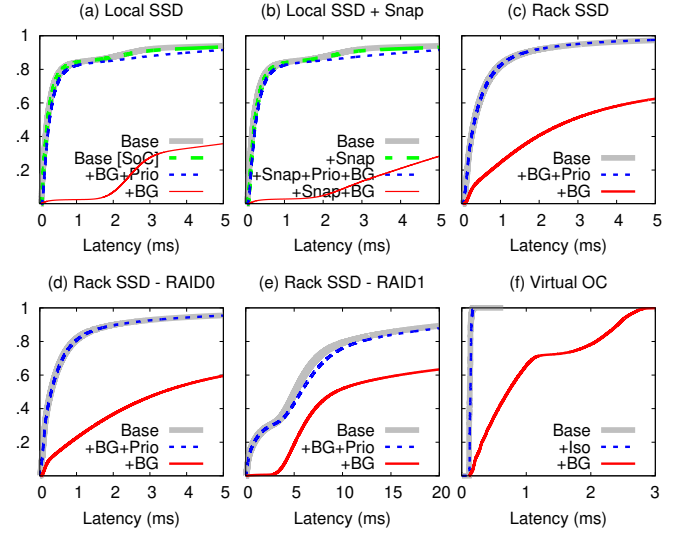 (a) Local SSD
(b) Local SSD + Snap
(c) Rack SSD
1
.8
.6
.4
.2
Base
Base [SoC]
+BG+Prio
+BG
0 1 2 3 4 5
Latency (ms)
Base
+Snap
+Snap+Prio+BG
+Snap+BG
0 1 2 3 4 5
Latency (ms)
Base
+BG+Prio
+BG
0 1 2 3 4 5
Latency (ms)
(d) Rack SSD - RAID0
(e) Rack SSD - RAID1
(f) Virtual OC
1
.8
.6
.4
.2
Base
+BG+Prio
+BG
0 1 2 3 4 5
Latency (ms)
Base
+BG+Prio
+BG
0 5 10 15 20
Latency (ms)
Base
+Iso
+BG
0 1 2 3
Latency (ms)